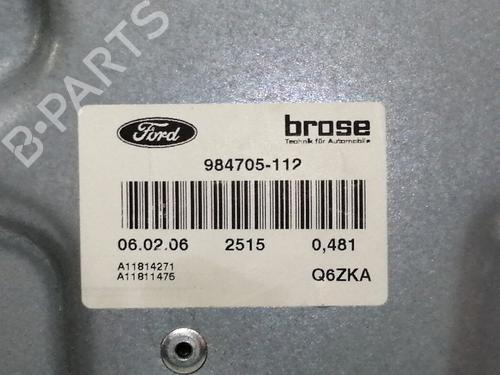 B-PARTS
Ford
brose
Technik für Automobile
984705-112
06.02.06 2515 0,481
A11814271
A11811475 Q6ZKA